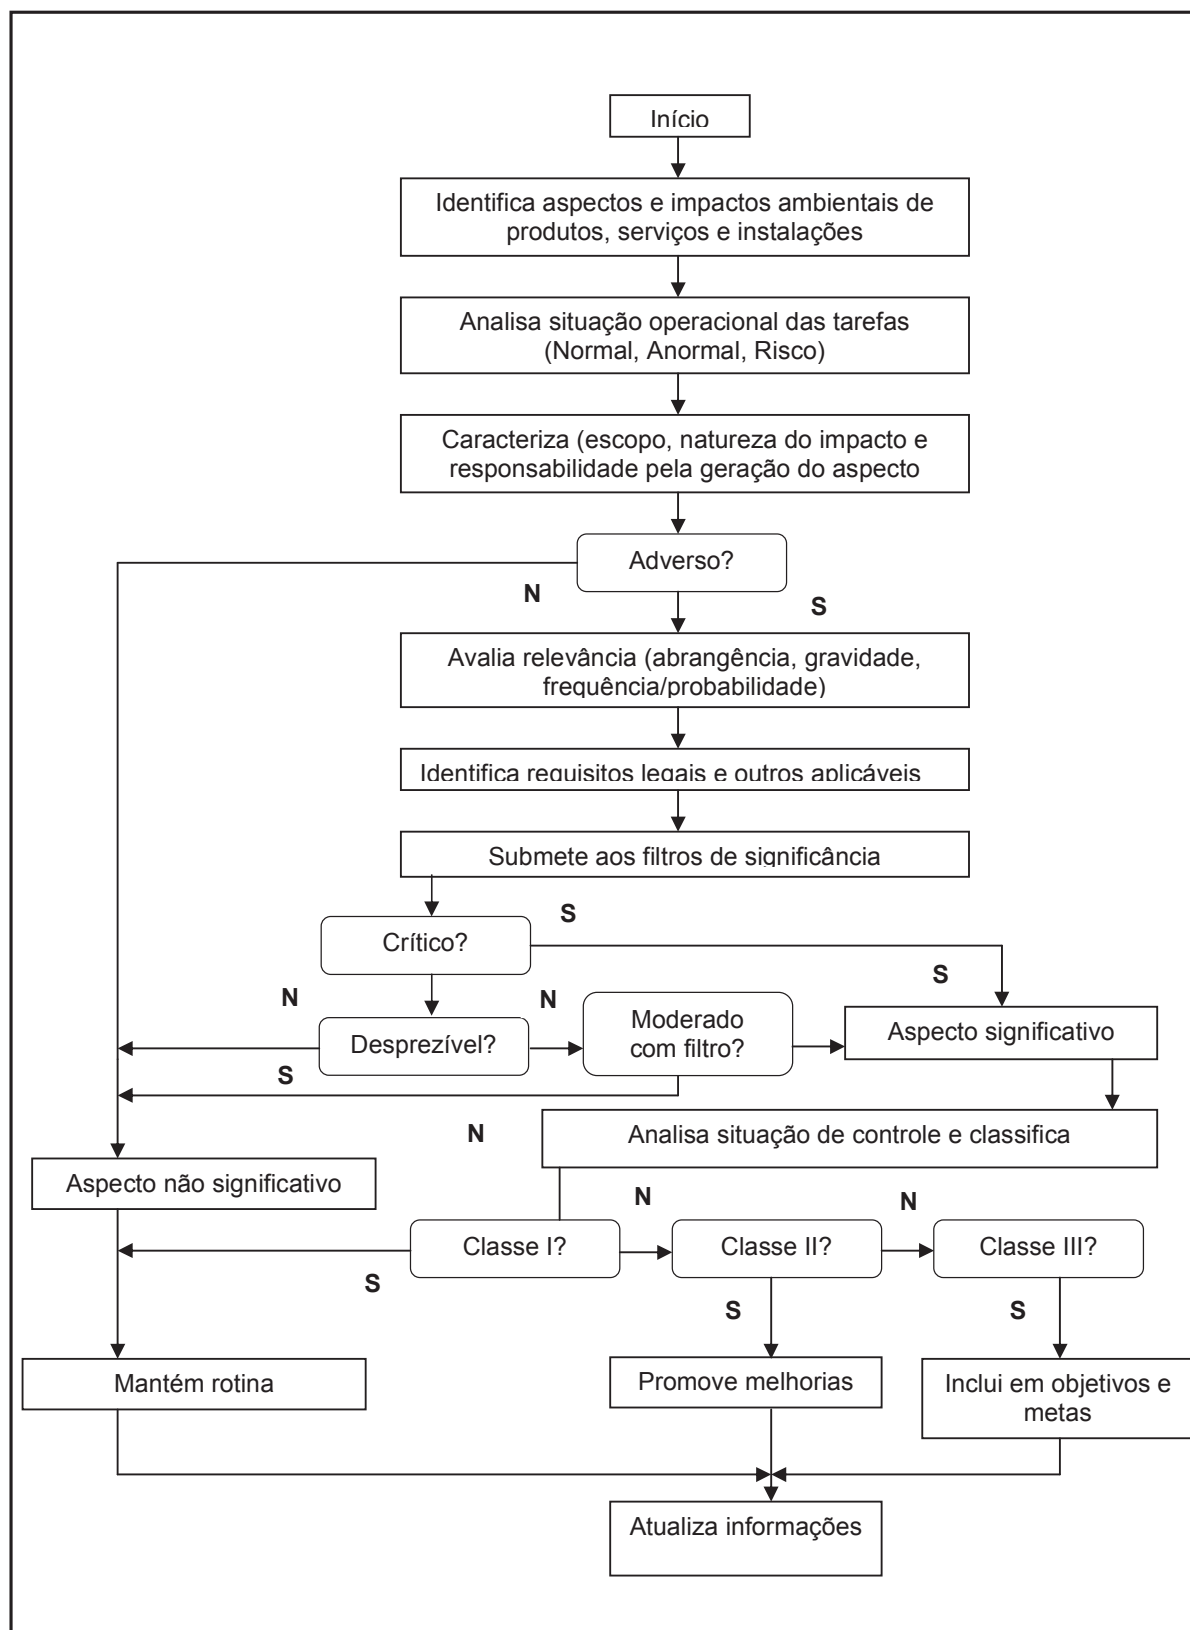 Início
Identifica aspectos e impactos ambientais de
produtos, serviços e instalações
Analisa situação operacional das tarefas
(Normal, Anormal, Risco)
Caracteriza (escopo, natureza do impacto e
responsabilidade pela geração do aspecto
Adverso?
N
S
Avalia relevância (abrangência, gravidade,
frequência/probabilidade)
Identifica requisitos legais e outros aplicáveis
Submete aos filtros de significância
S
Crítico?
S
N
N
Moderado
com filtro?
Desprezível?
Aspecto significativo
S
N
Analisa situação de controle e classifica
Aspecto não significativo
N
N
Classe I?
Classe II?
Classe III?
S
S
S
Mantém rotina
Promove melhorias
Inclui em objetivos e
metas
Atualiza informações